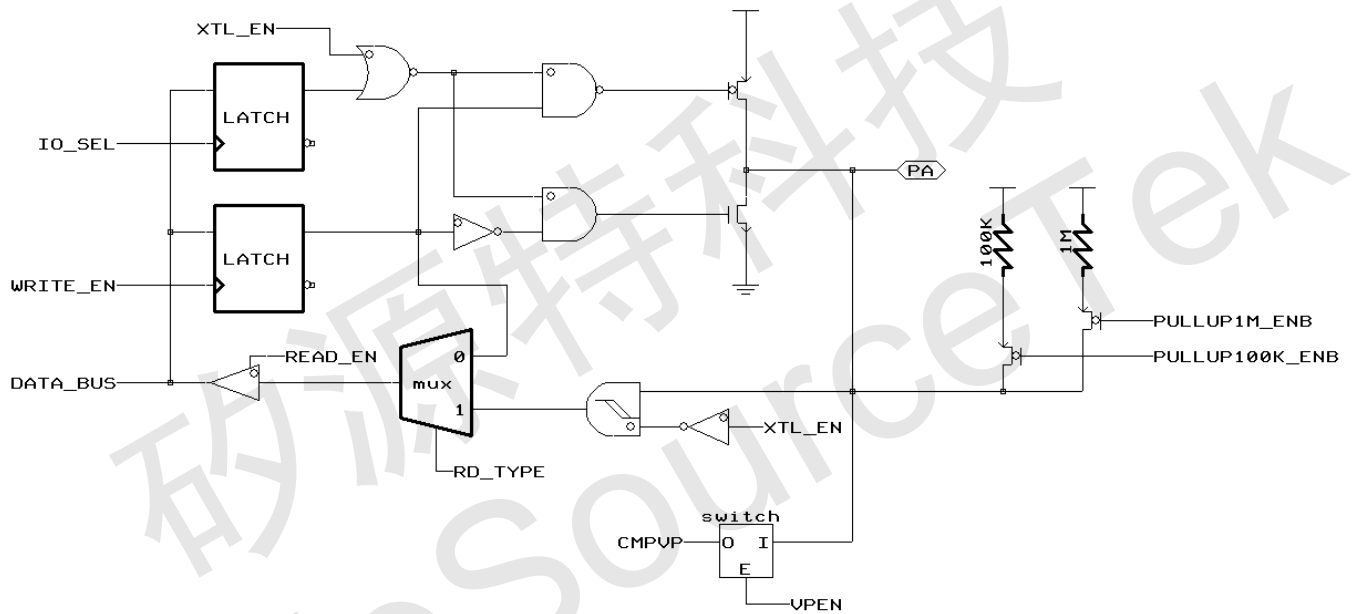 XTL_EN
LATCH
IO_SEL
PA
LATCH
100K
1M
WRITE_EN
PULLUP1M_ENB
READ_EN
0
PULLUP100K_ENB
DATA_BUS
mux
1
XTL_EN
RD_TYPE
switch
CMPVP
O I
E
VPEN
矽源特科技
SourceTek